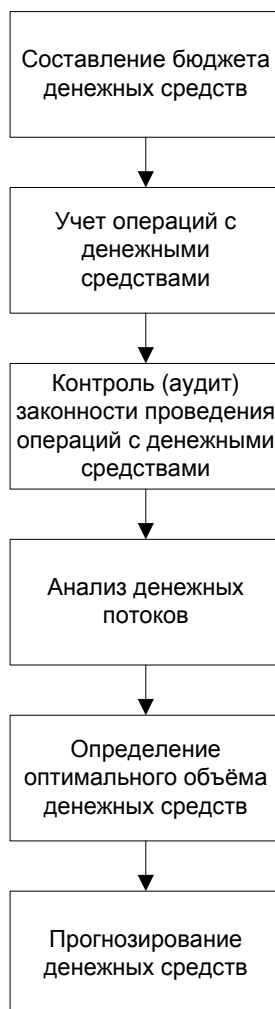 Составление бюджета
денежных средств
Учет операций с
денежными
средствами
Контроль (аудит)
законности проведения
операций с денежными
средствами
Анализ денежных
потоков
Определение
оптимального объёма
денежных средств
Прогнозирование
денежных средств